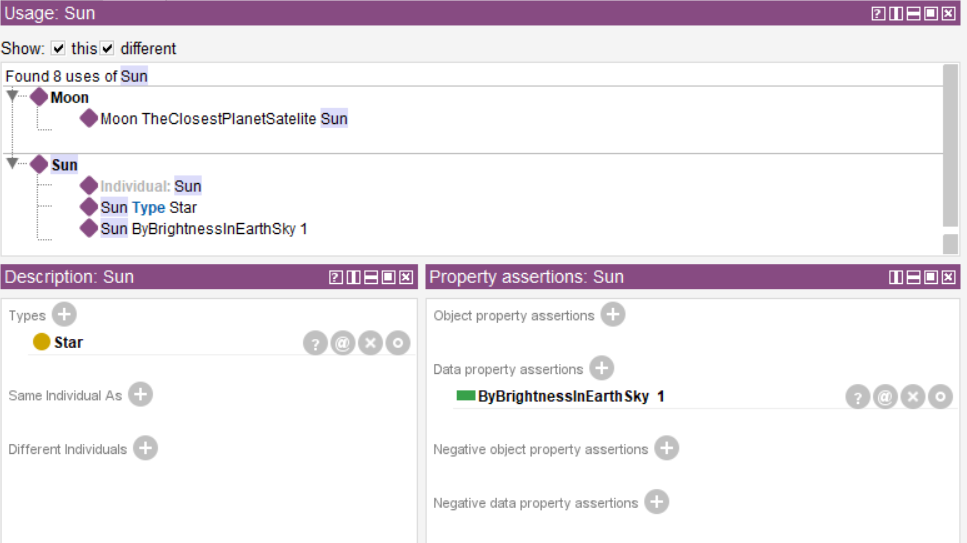 Usage: Sun
Show: this different
Found 8 uses of Sun
Moon
Moon TheClosestPlanetSatelite Sun
Sun
Individual: Sun
Sun Type Star
Sun ByBrightnessInEarthSky 1
Description: Sun
Types
Star
Same Individual As
Different Individuals
Property assertions: Sun
Object property assertions
Data property assertions
ByBrightnessInEarthSky 1
Negative object property assertions
Negative data property assertions